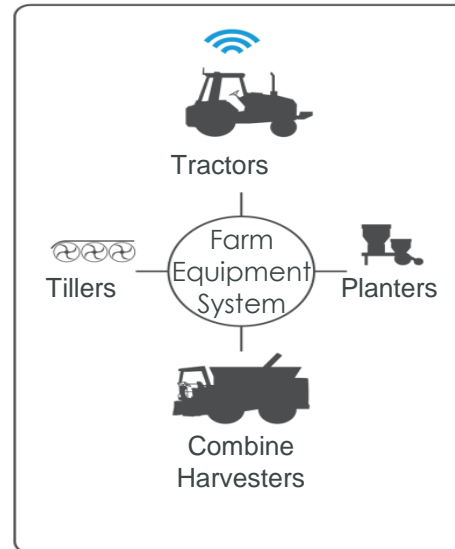 Tractors
Farm
Equipment
System
Tillers
Planters
Combine
Harvesters